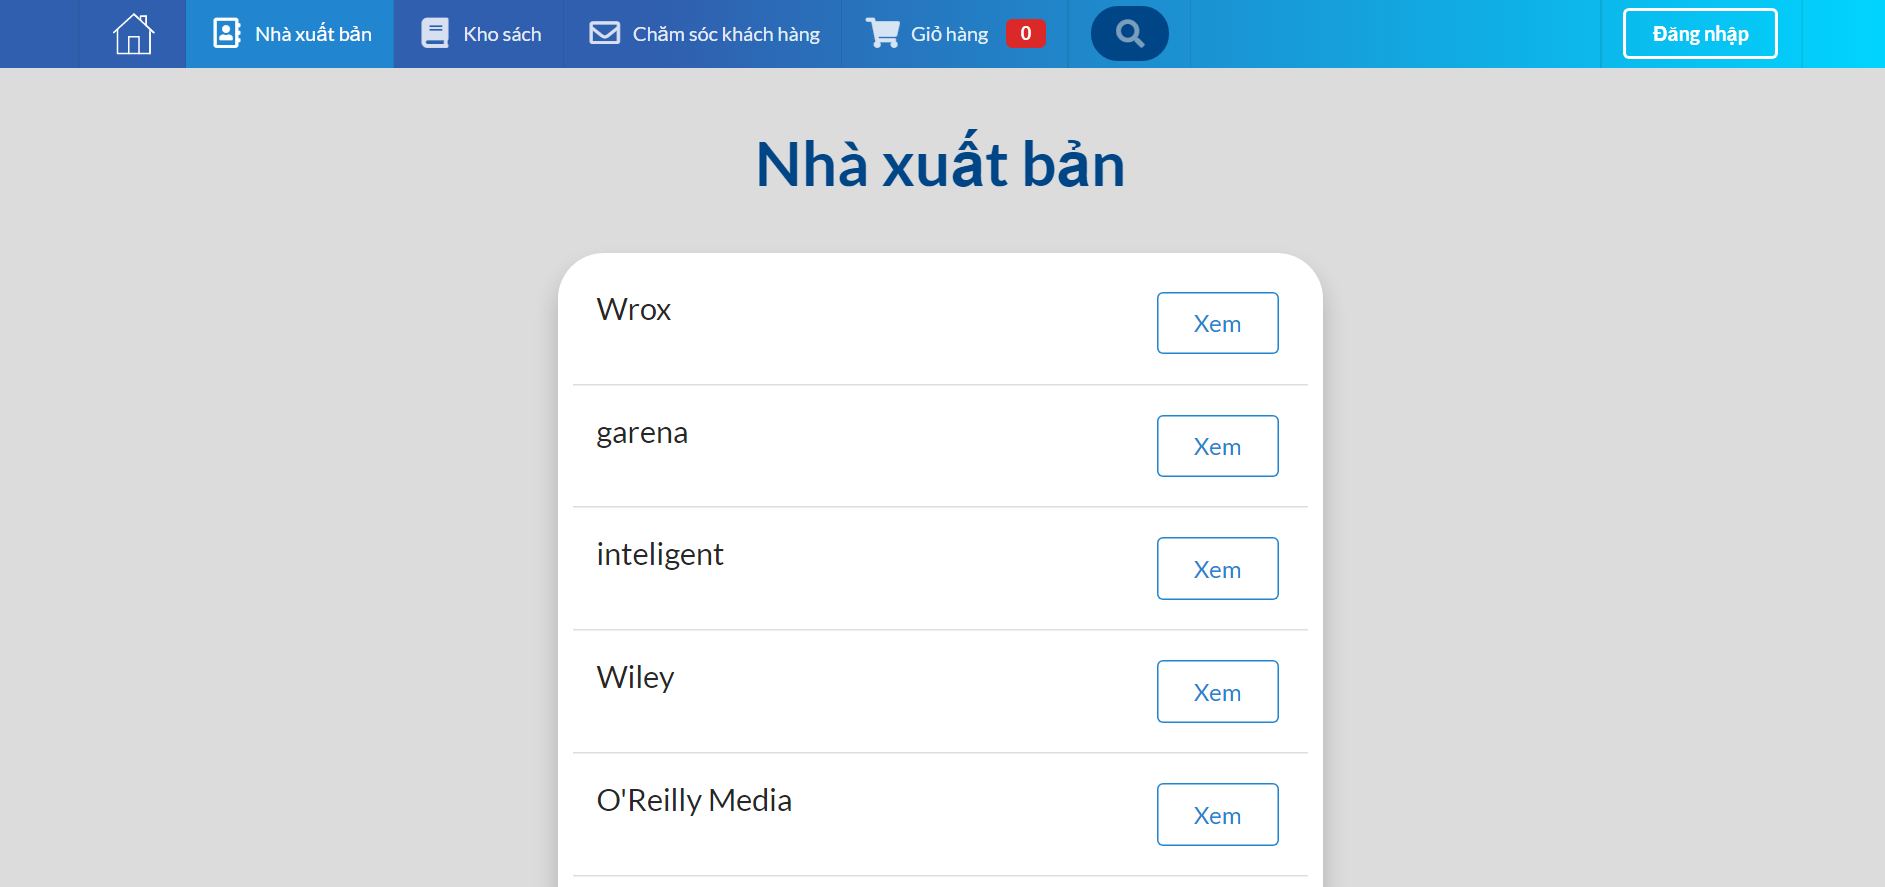 Nhà xuất bản
Kho sách
Chăm sóc khách hàng
Giỏ hàng 0
Đăng nhập
Nhà xuất bản
Wrox
Xem
garena
Xem
inteligent
Xem
Wiley
Xem
O'Reilly Media
Xem